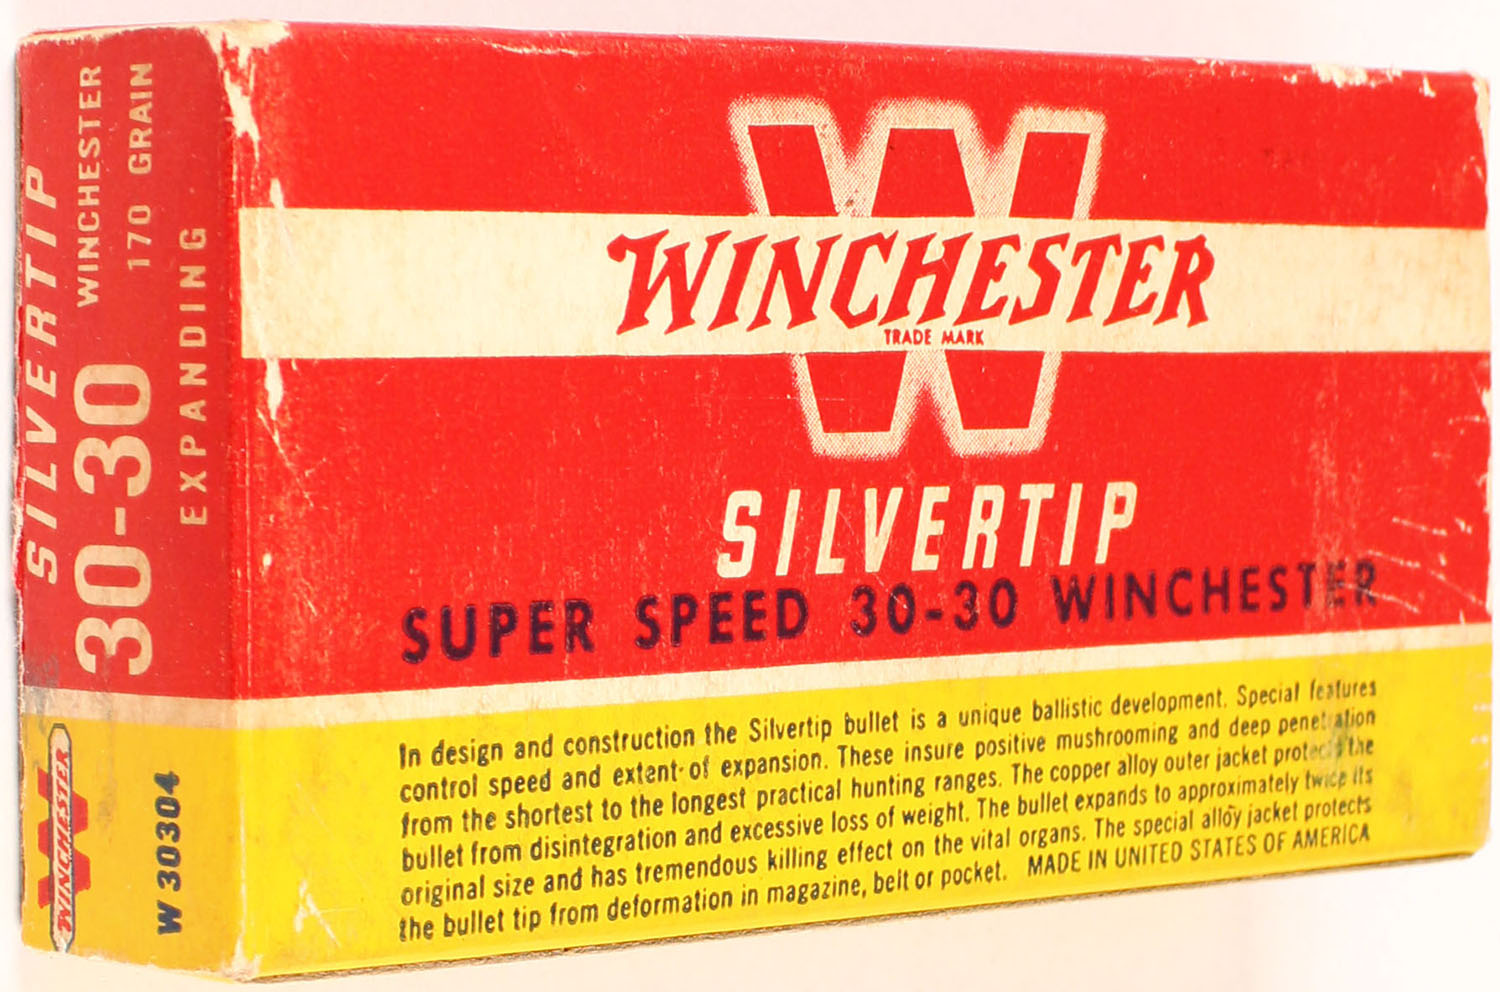 SILVERTIP
30-30 WINCHESTER
170 GRAIN
EXPANDING
WINCHESTER
W 30304
W
WINCHESTER
TRADE MARK
SILVERTIP
SUPER SPEED 30-30 WINCHESTER
In design and construction the Silvertip bullet is a unique ballistic development. Special features
control speed and extent of expansion. These insure positive mushrooming and deep penetration
from the shortest to the longest practical hunting ranges. The copper alloy outer jacket protects the
bullet from disintegration and excessive loss of weight. The bullet expands to approximately twice its
original size and has tremendous killing effect on the vital organs. The special alloy jacket protects
the bullet tip from deformation in magazine, belt or pocket. MADE IN UNITED STATES OF AMERICA